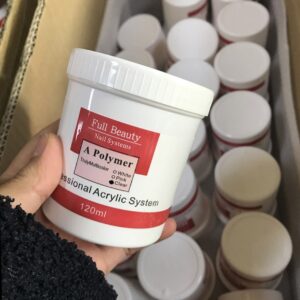 Full Beauty
Nail Systems
A Polymer
White
Pink
Clear
essional Acrylic System
120ml